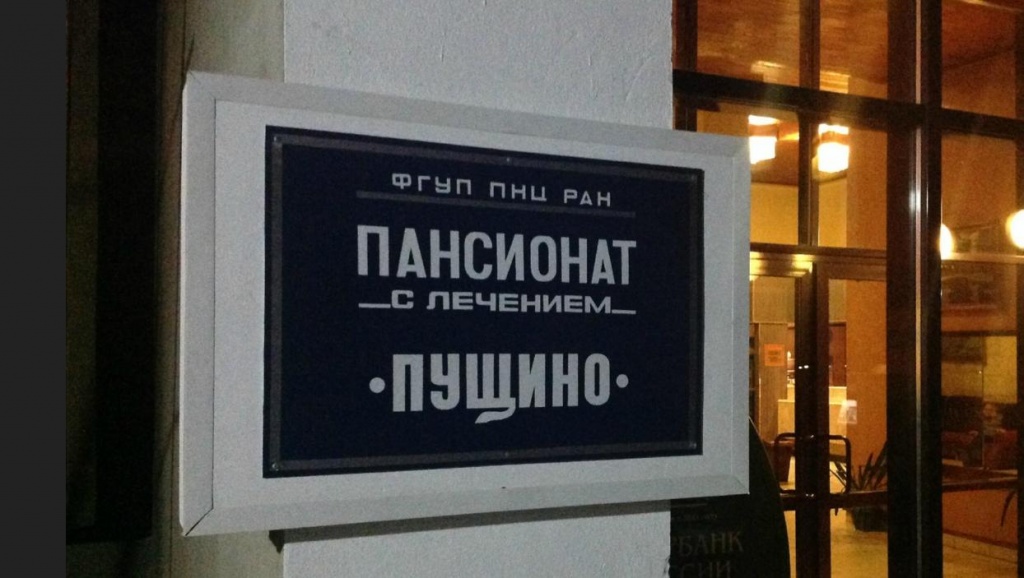 ФГУП ПНЦ РАН
ПАНСИОНАТ
С ЛЕЧЕНИЕМ
•ПУЩИНО•